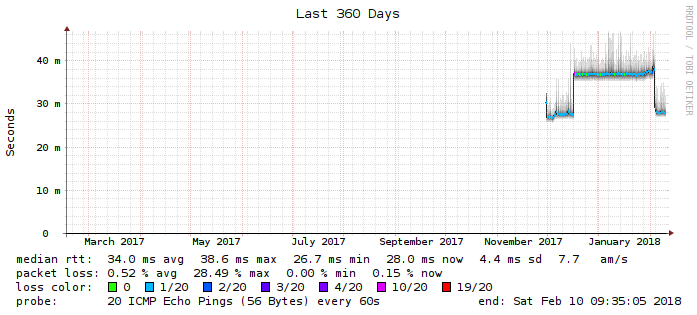 Last 360 Days
RRDTOOL / TOBI OETIKER
Seconds
40 m
30 m
20 m
10 m
0
March 2017 May 2017 July 2017 September 2017 November 2017 January 2018
median rtt: 34.0 ms avg 38.6 ms max 26.7 ms min 28.0 ms now 4.4 ms sd 7.7 am/s
packet loss: 0.52 % avg 28.49 % max 0.00 % min 0.15 % now
loss color: 0 1/20 2/20 3/20 4/20 10/20 19/20
probe: 20 ICMP Echo Pings (56 Bytes) every 60s end: Sat Feb 10 09:35:05 2018